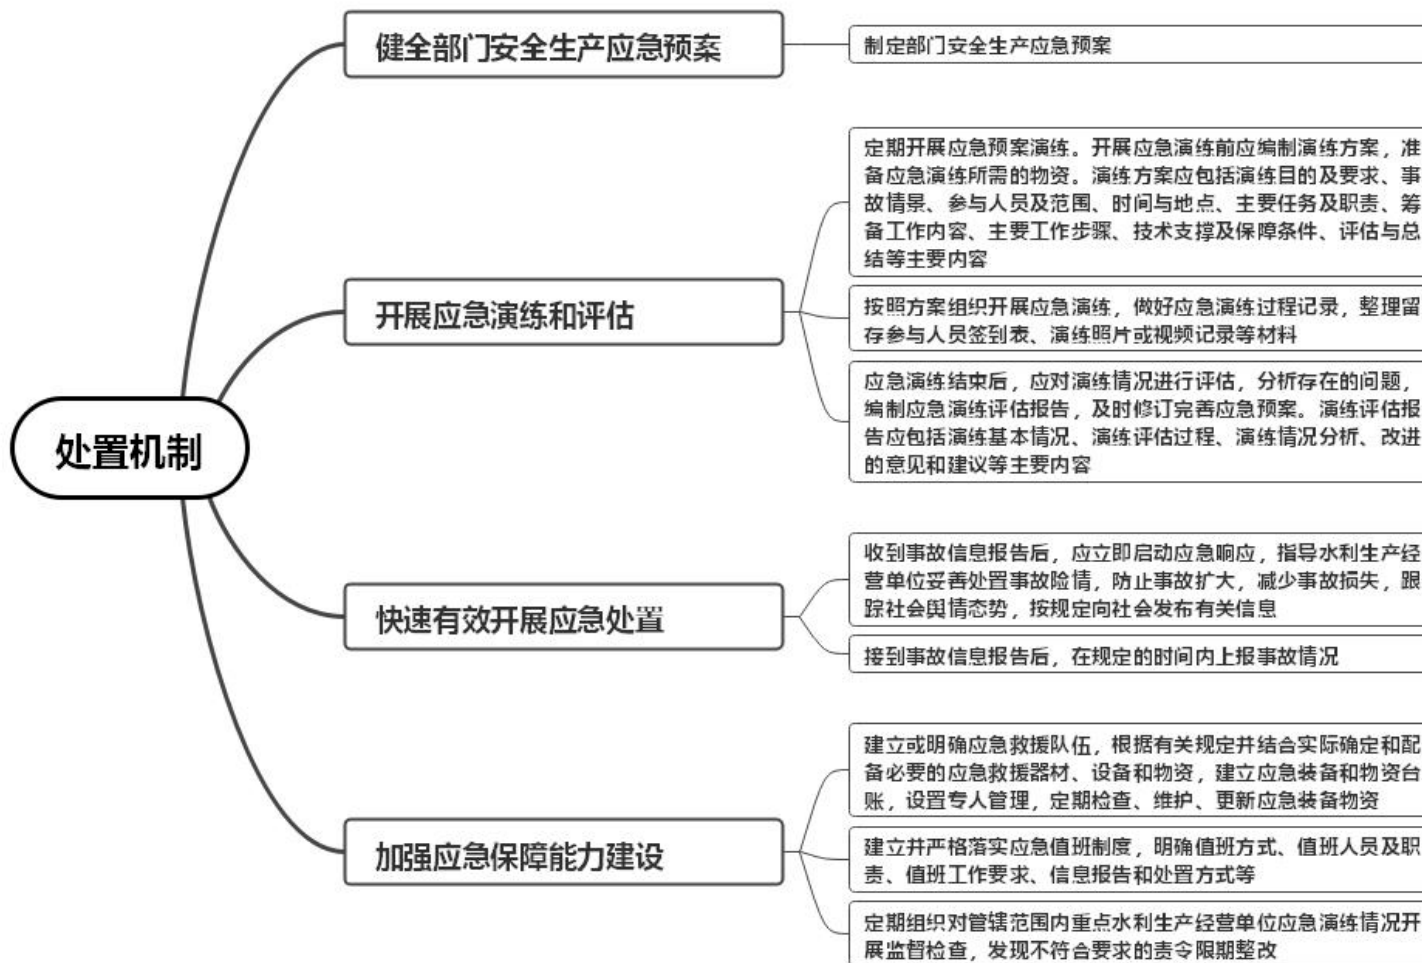 处置机制
健全部门安全生产应急预案
制定部门安全生产应急预案
开展应急演练和评估
定期开展应急预案演练。开展应急演练前应编制演练方案，准
备应急演练所需的物资。演练方案应包括演练目的及要求、事
故情景、参与人员及范围、时间与地点、主要任务及职责、筹
备工作内容、主要工作步骤、技术支撑及保障条件、评估与总
结等主要内容
按照方案组织开展应急演练，做好应急演练过程记录，整理留
存参与人员签到表、演练照片或视频记录等材料
应急演练结束后，应对演练情况进行评估，分析存在的问题，
编制应急演练评估报告，及时修订完善应急预案。演练评估报
告应包括演练基本情况、演练评估过程、演练情况分析、改进
的意见和建议等主要内容
快速有效开展应急处置
收到事故信息报告后，应立即启动应急响应，指导水利生产经
营单位妥善处置事故险情，防止事故扩大，减少事故损失，跟
踪社会舆情态势，按规定向社会发布有关信息
接到事故信息报告后，在规定的时间内上报事故情况
加强应急保障能力建设
建立或明确应急救援队伍，根据有关规定并结合实际确定和配
备必要的应急救援器材、设备和物资，建立应急装备和物资台
账，设置专人管理，定期检查、维护、更新应急装备物资
建立并严格落实应急值班制度，明确值班方式、值班人员及职
责、值班工作要求、信息报告和处置方式等
定期组织对管辖范围内重点水利生产经营单位应急演练情况开
展监督检查，发现不符合要求的责令限期整改